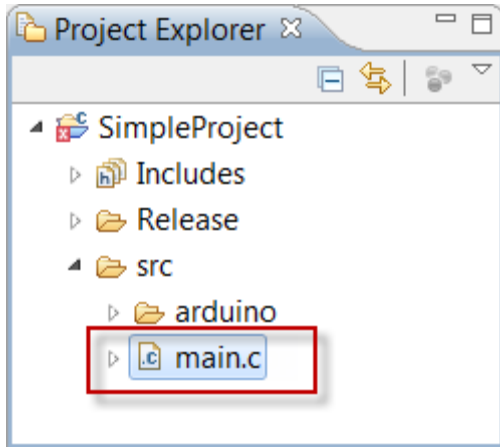 Project Explorer
SimpleProject
Includes
Release
src
arduino
main.c